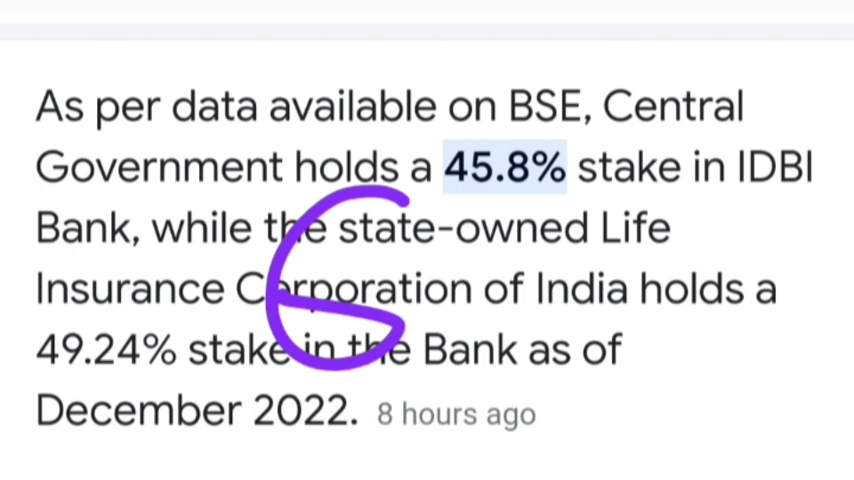 As per data available on BSE, Central
Government holds a 45.8% stake in IDBI
Bank, while the state-owned Life
Insurance Corporation of India holds a
49.24% stake in the Bank as of
December 2022. 8 hours ago